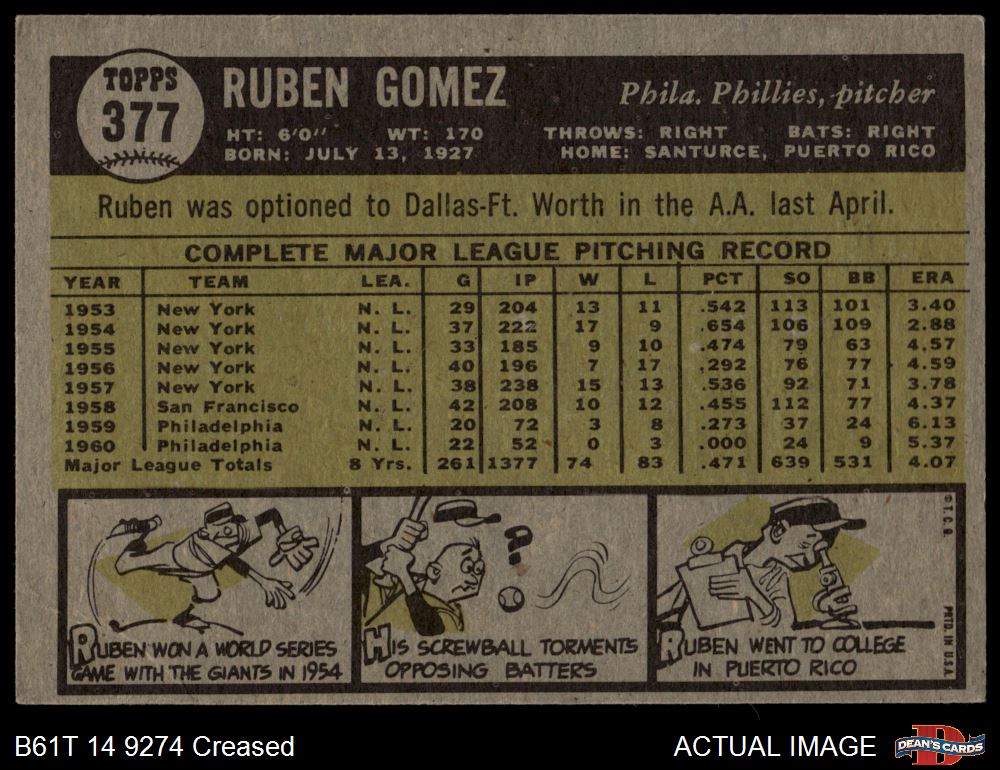 TOPPS
377
RUBEN GOMEZ
Phila. Phillies, pitcher
HT: 6'0" WT: 170 THROWS: RIGHT BATS: RIGHT
BORN: JULY 13, 1927 HOME: SANTURCE, PUERTO RICO
Ruben was optioned to Dallas-Ft. Worth in the A.A. last April.
COMPLETE MAJOR LEAGUE PITCHING RECORD
YEAR TEAM LEA. G IP W L PCT SO BB ERA
1953 New York N. L. 29 204 13 11 .542 113 101 3.40
1954 New York N. L. 37 222 17 9 .654 106 109 2.88
1955 New York N. L. 33 185 9 10 .474 79 63 4.57
1956 New York N. L. 40 196 7 17 .292 76 77 4.59
1957 New York N. L. 38 238 15 13 .536 92 71 3.78
1958 San Francisco N. L. 42 208 10 12 .455 112 77 4.37
1959 Philadelphia N. L. 20 72 3 8 .273 37 24 6.13
1960 Philadelphia N. L. 22 52 0 3 .000 24 9 5.37
Major League Totals 8 Yrs. 261 1377 74 83 .471 639 531 4.07
?
RUBEN WON A WORLD SERIES
GAME WITH THE GIANTS IN 1954
HIS SCREWBALL TORMENTS
OPPOSING BATTERS
RUBEN WENT TO COLLEGE
IN PUERTO RICO
© T.C.G.
PRTD. IN U.S.A.
B61T 14 9274 Creased
ACTUAL IMAGE
DEAN'S CARDS